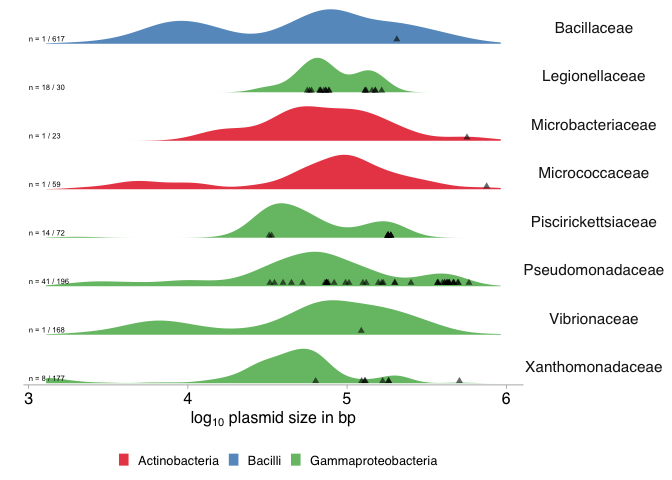 Bacillaceae
n = 1 / 617
Legionellaceae
n = 18 / 30
Microbacteriaceae
n = 1 / 23
Micrococcaceae
n = 1 / 59
Piscirickettsiaceae
n = 14 / 72
Pseudomonadaceae
n = 41 / 196
Vibrionaceae
n = 1 / 168
Xanthomonadaceae
n = 8 / 177
3 4 5 6
log₁₀ plasmid size in bp
Actinobacteria Bacilli Gammaproteobacteria